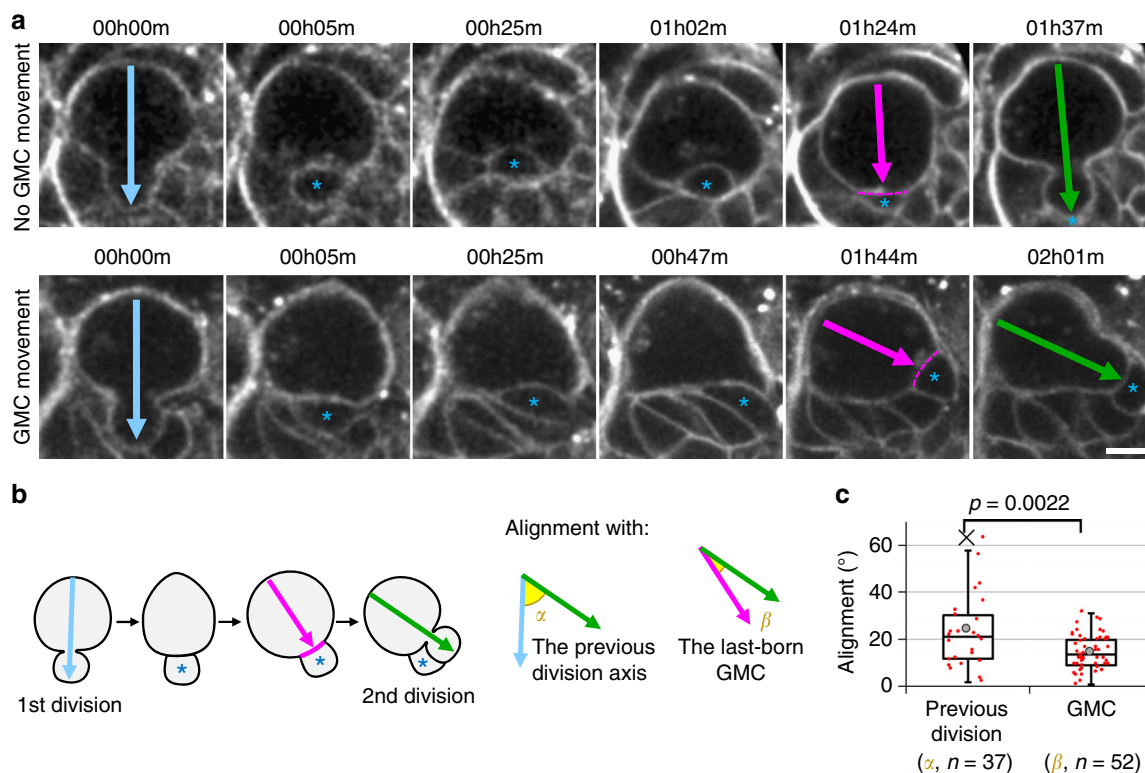 a
No GMC movement
00h00m 00h05m 00h25m 01h02m 01h24m 01h37m
* * * * *
GMC movement
00h00m 00h05m 00h25m 00h47m 01h44m 02h01m
* * * * *
b
1st division
*
*
*
2nd division
Alignment with:
α
The previous
division axis
β
The last-born
GMC
c
p = 0.0022
Alignment (°)
60
40
20
0
Previous
division
(α, n = 37)
GMC
(β, n = 52)